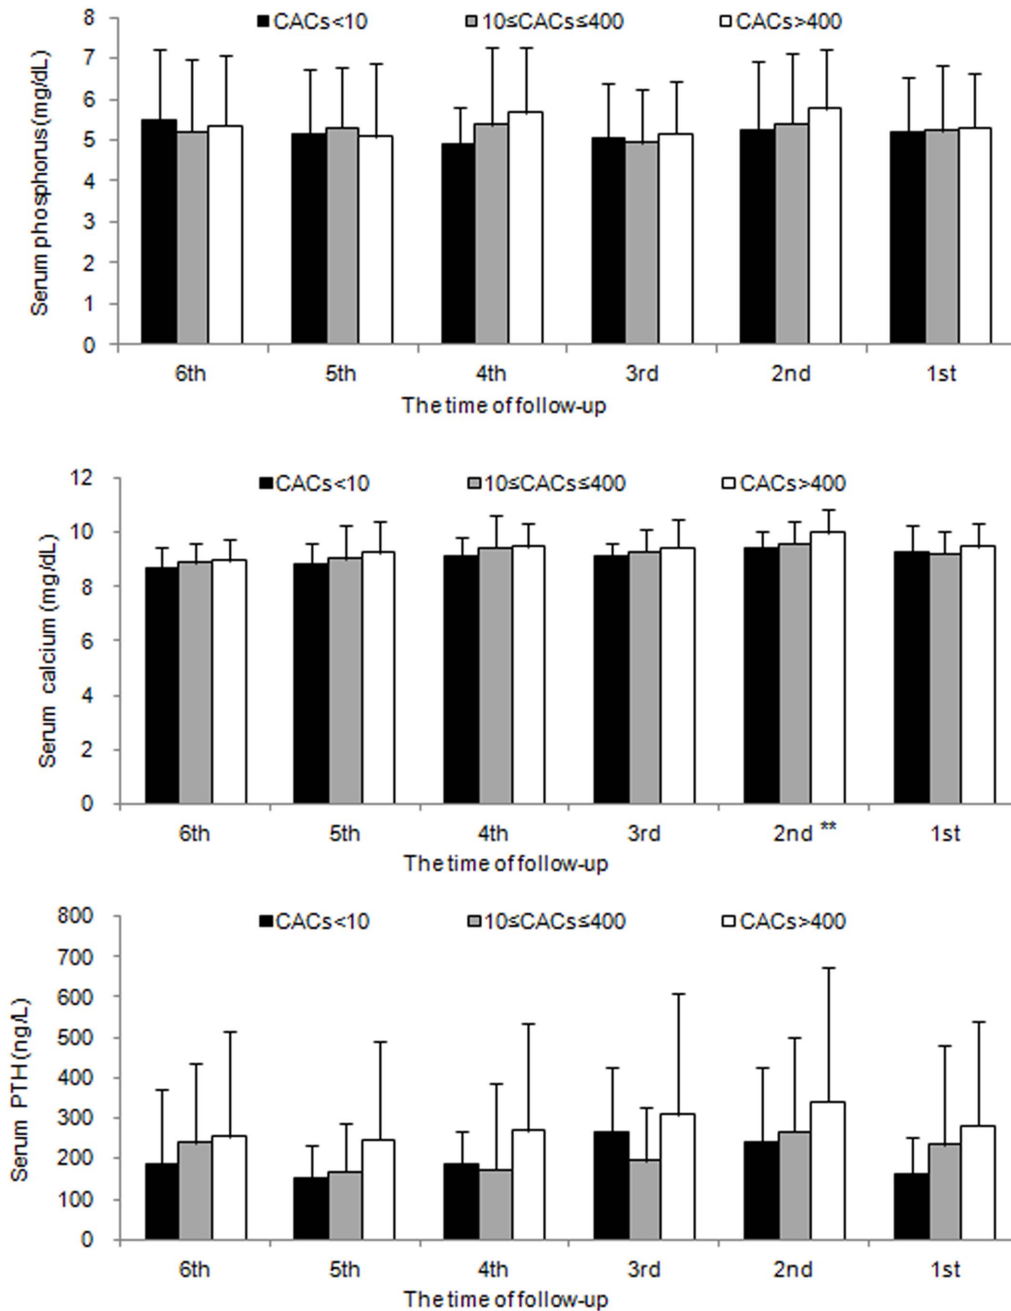 CACs<10 10≤CACs≤400 CACs>400
Serum phosphorus(mg/dL)
8
7
6
5
4
3
2
1
0
6th 5th 4th 3rd 2nd 1st
The time of follow-up
CACs<10 10≤CACs≤400 CACs>400
Serum calcium (mg/dL)
12
10
8
6
4
2
0
6th 5th 4th 3rd 2nd ** 1st
The time of follow-up
CACs<10 10≤CACs≤400 CACs>400
Serum PTH(ng/L)
800
700
600
500
400
300
200
100
0
6th 5th 4th 3rd 2nd 1st
The time of follow-up